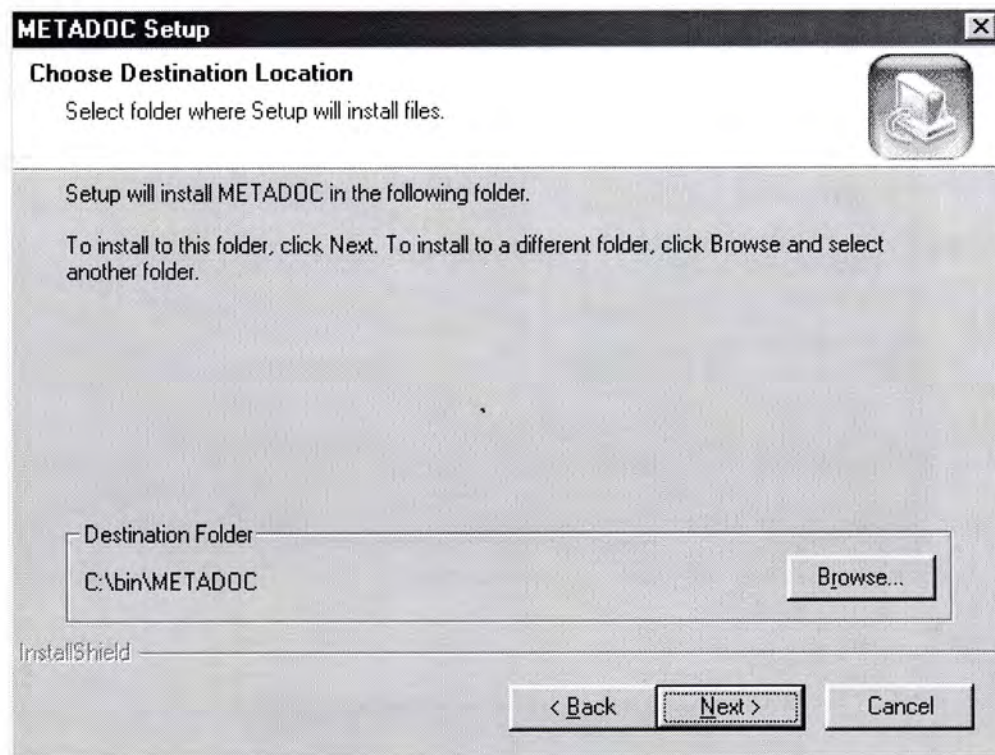 METADOC Setup
Choose Destination Location
Select folder where Setup will install files.
Setup will install METADOC in the following folder.
To install to this folder, click Next. To install to a different folder, click Browse and select
another folder.
Destination Folder
C:\bin\METADOC
Browse...
InstallShield
< Back
Next >
Cancel